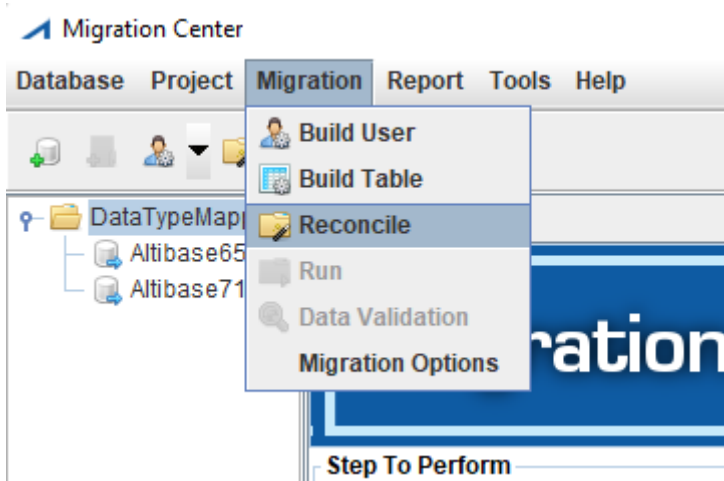 Migration Center
Database Project Migration Report Tools Help
Build User
Build Table
DataTypeMapp
Reconcile
Altibase65
Run
Altibase71
Data Validation
ration
Migration Options
Step To Perform